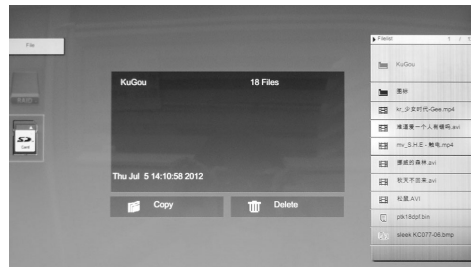 File
SD
Card
KuGou 18 Files
Thu Jul 5 14:10:58 2012
Copy
Delete
Filelist
KuGou
图标
kr_少女时代-Gee.mp4
难道爱一个人有错吗.avi
mv_S.H.E - 触电.mp4
挪威的森林.avi
秋天不回来.avi
松鼠.AVI
ptk18dpf.bin
sleek KC077-06.bmp